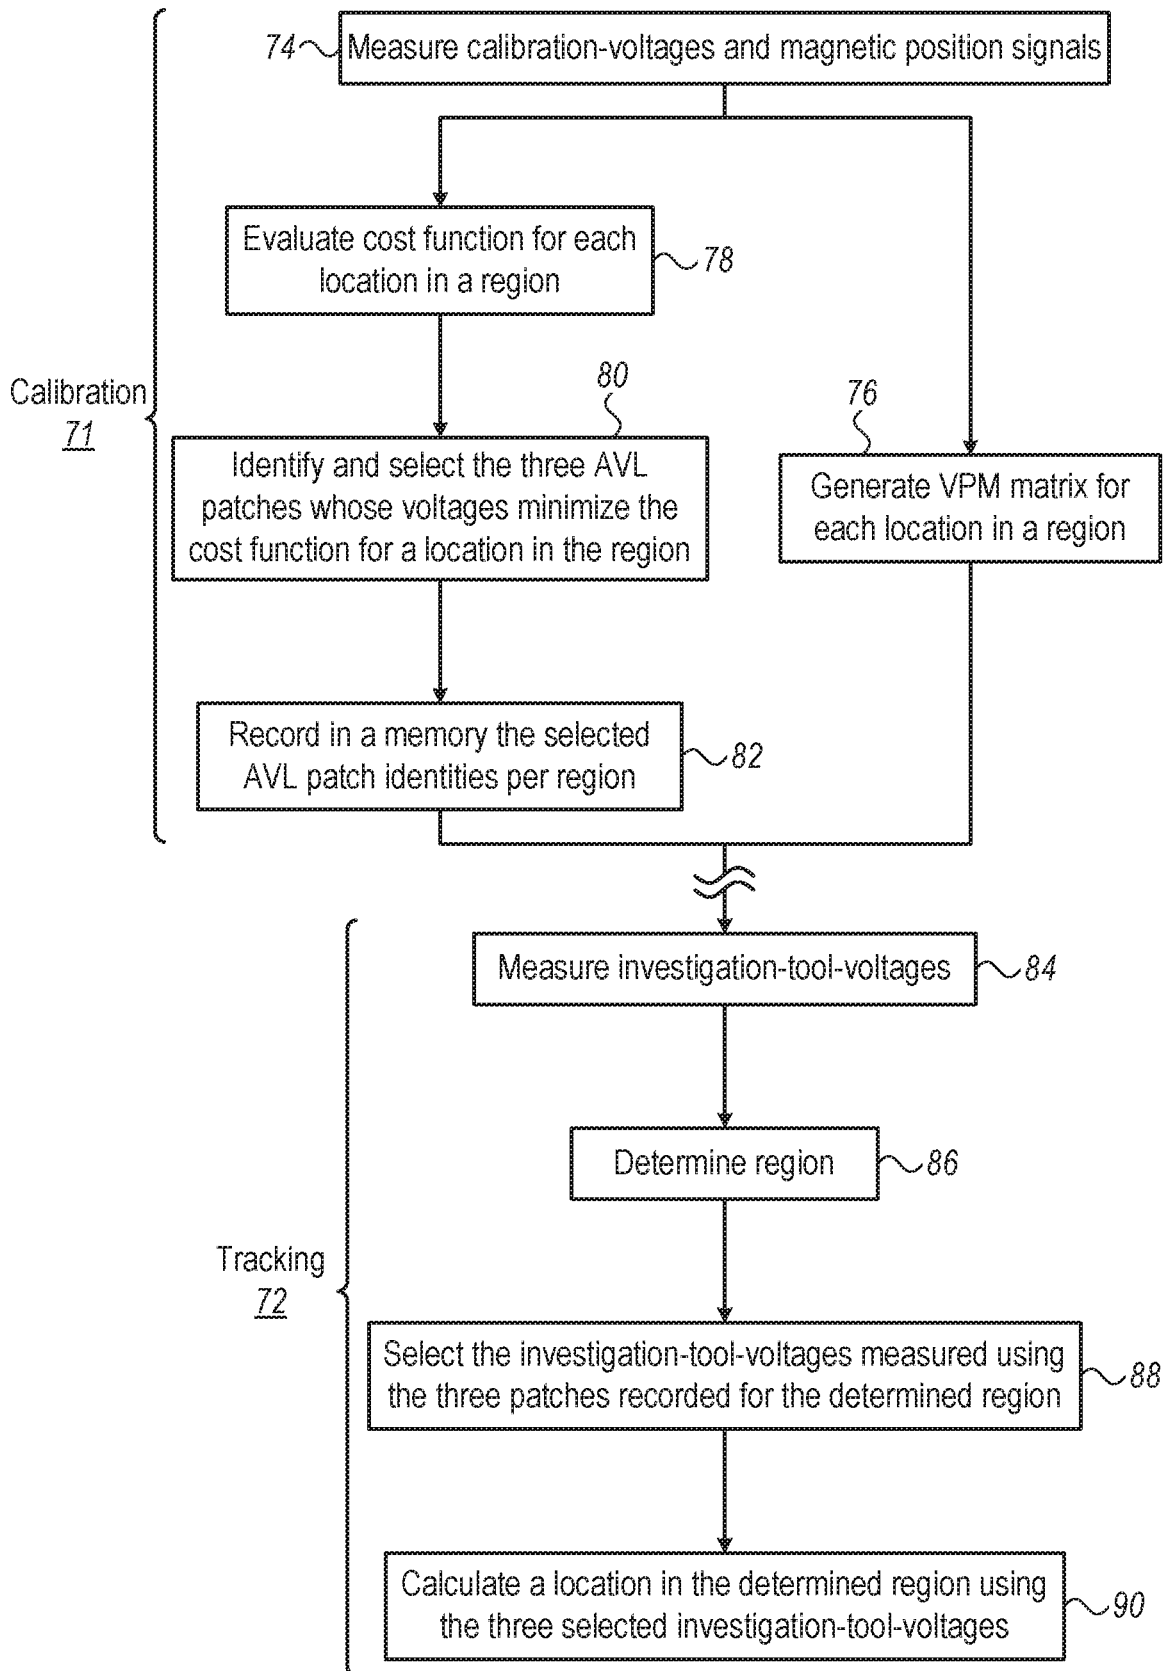 74
Measure calibration-voltages and magnetic position signals
Evaluate cost function for each
location in a region
78
Calibration
71
80
Identify and select the three AVL
patches whose voltages minimize the
cost function for a location in the region
76
Generate VPM matrix for
each location in a region
Record in a memory the selected
AVL patch identities per region
82
Measure investigation-tool-voltages
84
Determine region
86
Tracking
72
Select the investigation-tool-voltages measured using
the three patches recorded for the determined region
88
Calculate a location in the determined region using
the three selected investigation-tool-voltages
90